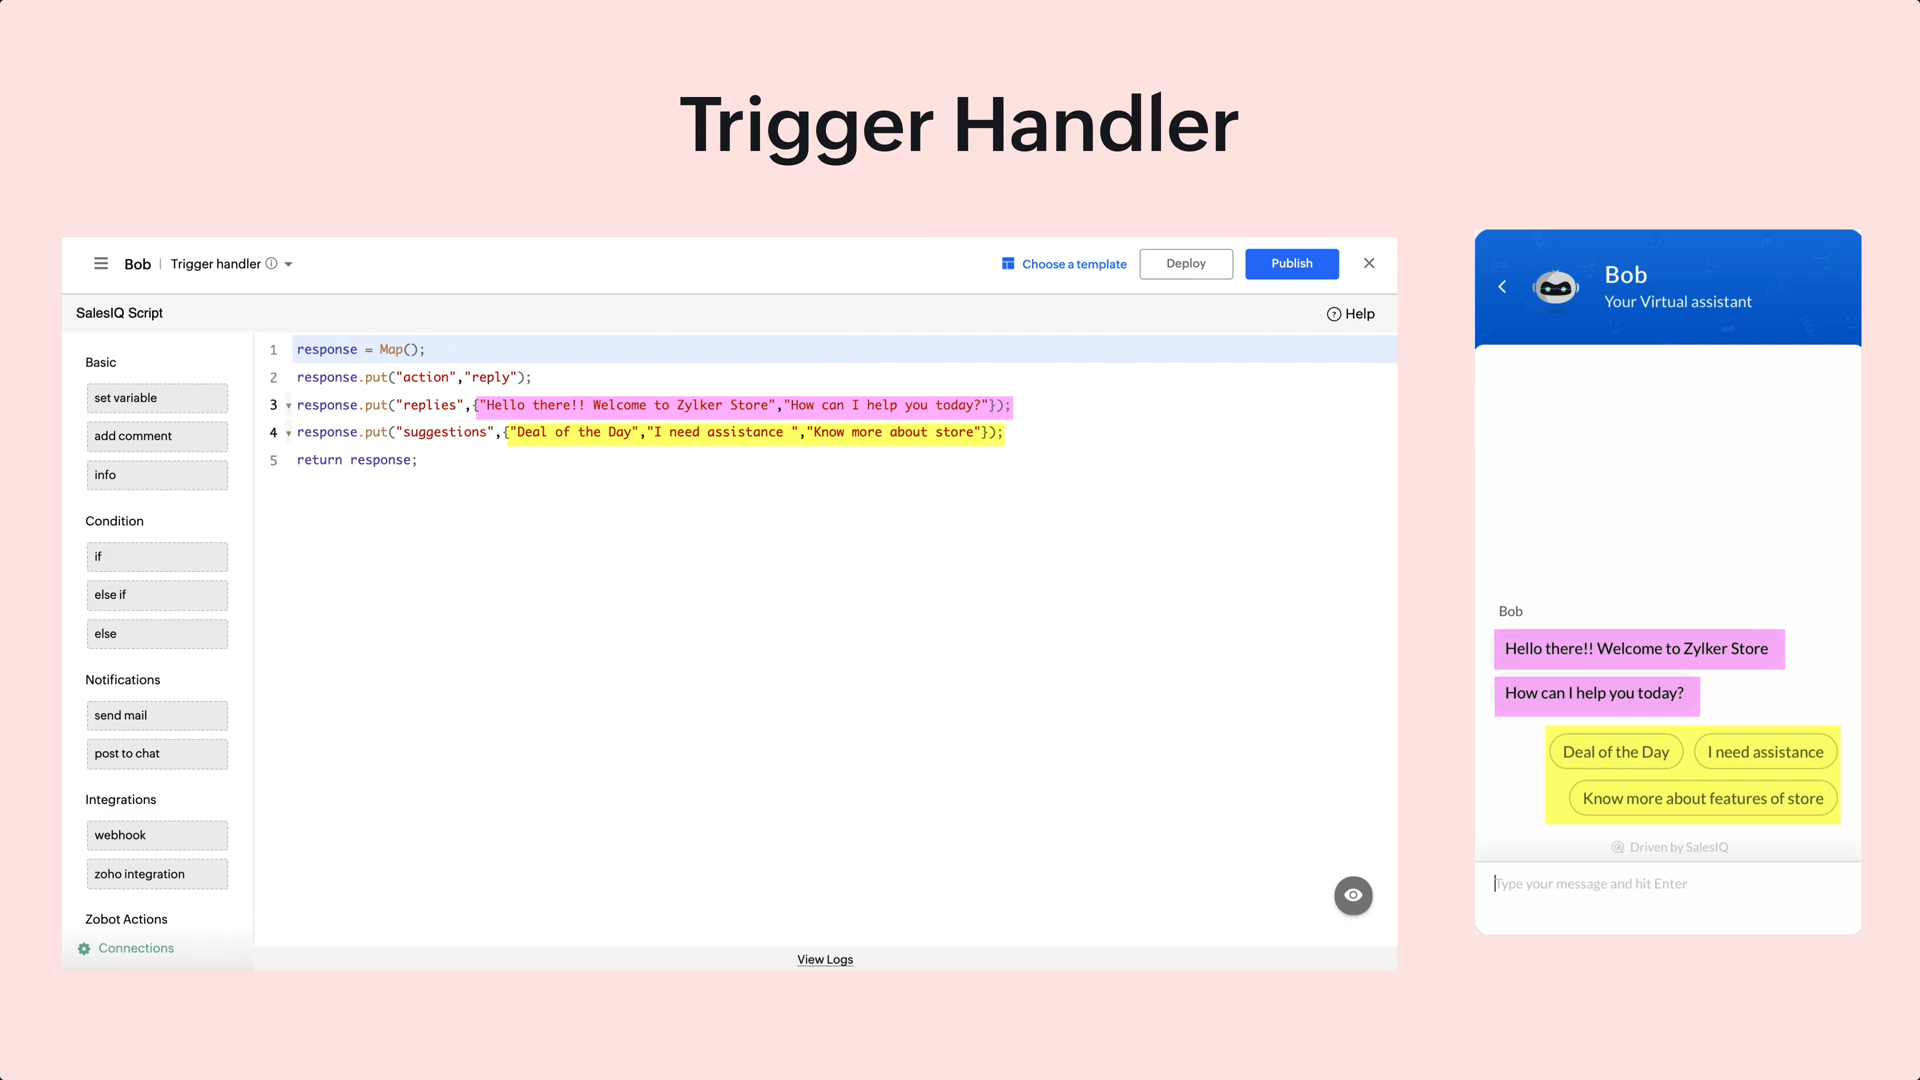 Trigger Handler
Bob | Trigger handler
Choose a template
Deploy
Publish
SalesIQ Script
Help
Basic
set variable
add comment
info
Condition
if
else if
else
Notifications
send mail
post to chat
Integrations
webhook
zoho integration
Zobot Actions
Connections
1 response = Map();
2 response.put("action","reply");
3 response.put("replies",{"Hello there!! Welcome to Zylker Store","How can I help you today?"});
4 response.put("suggestions",{"Deal of the Day","I need assistance ","Know more about store"});
5 return response;
View Logs
Bob
Your Virtual assistant
Bob
Hello there!! Welcome to Zylker Store
How can I help you today?
Deal of the Day
I need assistance
Know more about features of store
Driven by SalesIQ
Type your message and hit Enter